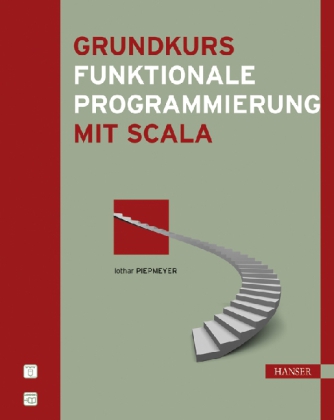 GRUNDKURS
FUNKTIONALE
PROGRAMMIERUNG
MIT SCALA
lothar PIEPMEYER
HANSER